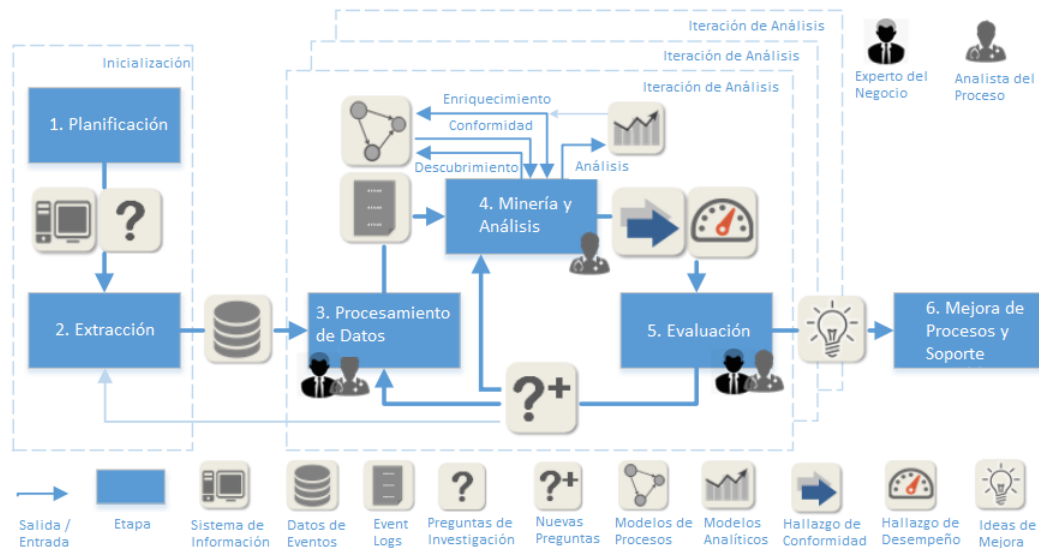 Iteración de Análisis
Iteración de Análisis
Inicialización
Iteración de Análisis
Experto del
Negocio
Analista del
Proceso
1. Planificación
Enriquecimiento
Conformidad
Descubrimiento
Análisis
?
4. Minería y
Análisis
2. Extracción
3. Procesamiento
de Datos
5. Evaluación
6. Mejora de
Procesos y
Soporte
?+
?
?+
Salida /
Entrada
Etapa
Sistema de
Información
Datos de
Eventos
Event
Logs
Preguntas de
Investigación
Nuevas
Preguntas
Modelos de
Procesos
Modelos
Analíticos
Hallazgo de
Conformidad
Hallazgo de
Desempeño
Ideas de
Mejora